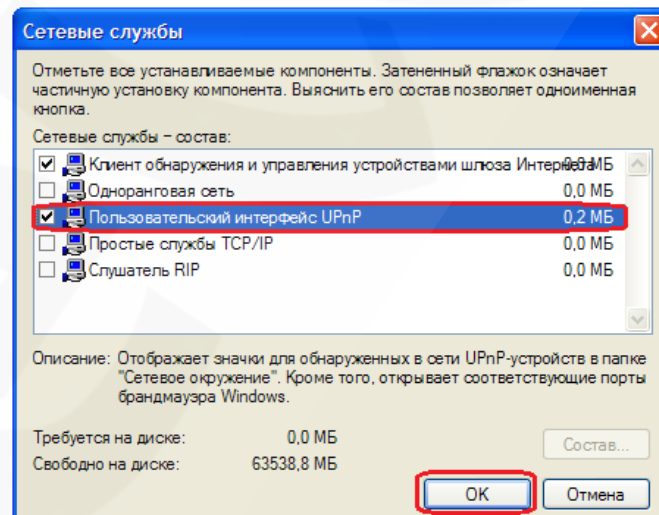 Сетевые службы
Отметьте все устанавливаемые компоненты. Затененный флажок означает
частичную установку компонента. Выяснить его состав позволяет одноименная
кнопка.
Сетевые службы – состав:
Клиент обнаружения и управления устройствами шлюза Интернета 0,0 МБ
Одноранговая сеть 0,0 МБ
Пользовательский интерфейс UPnP 0,2 МБ
Простые службы TCP/IP 0,0 МБ
Слушатель RIP 0,0 МБ
Описание: Отображает значки для обнаруженных в сети UPnP-устройств в папке
"Сетевое окружение". Кроме того, открывает соответствующие порты
брандмауэра Windows.
Требуется на диске: 0,0 МБ
Состав...
Свободно на диске: 63538,8 МБ
OK Отмена